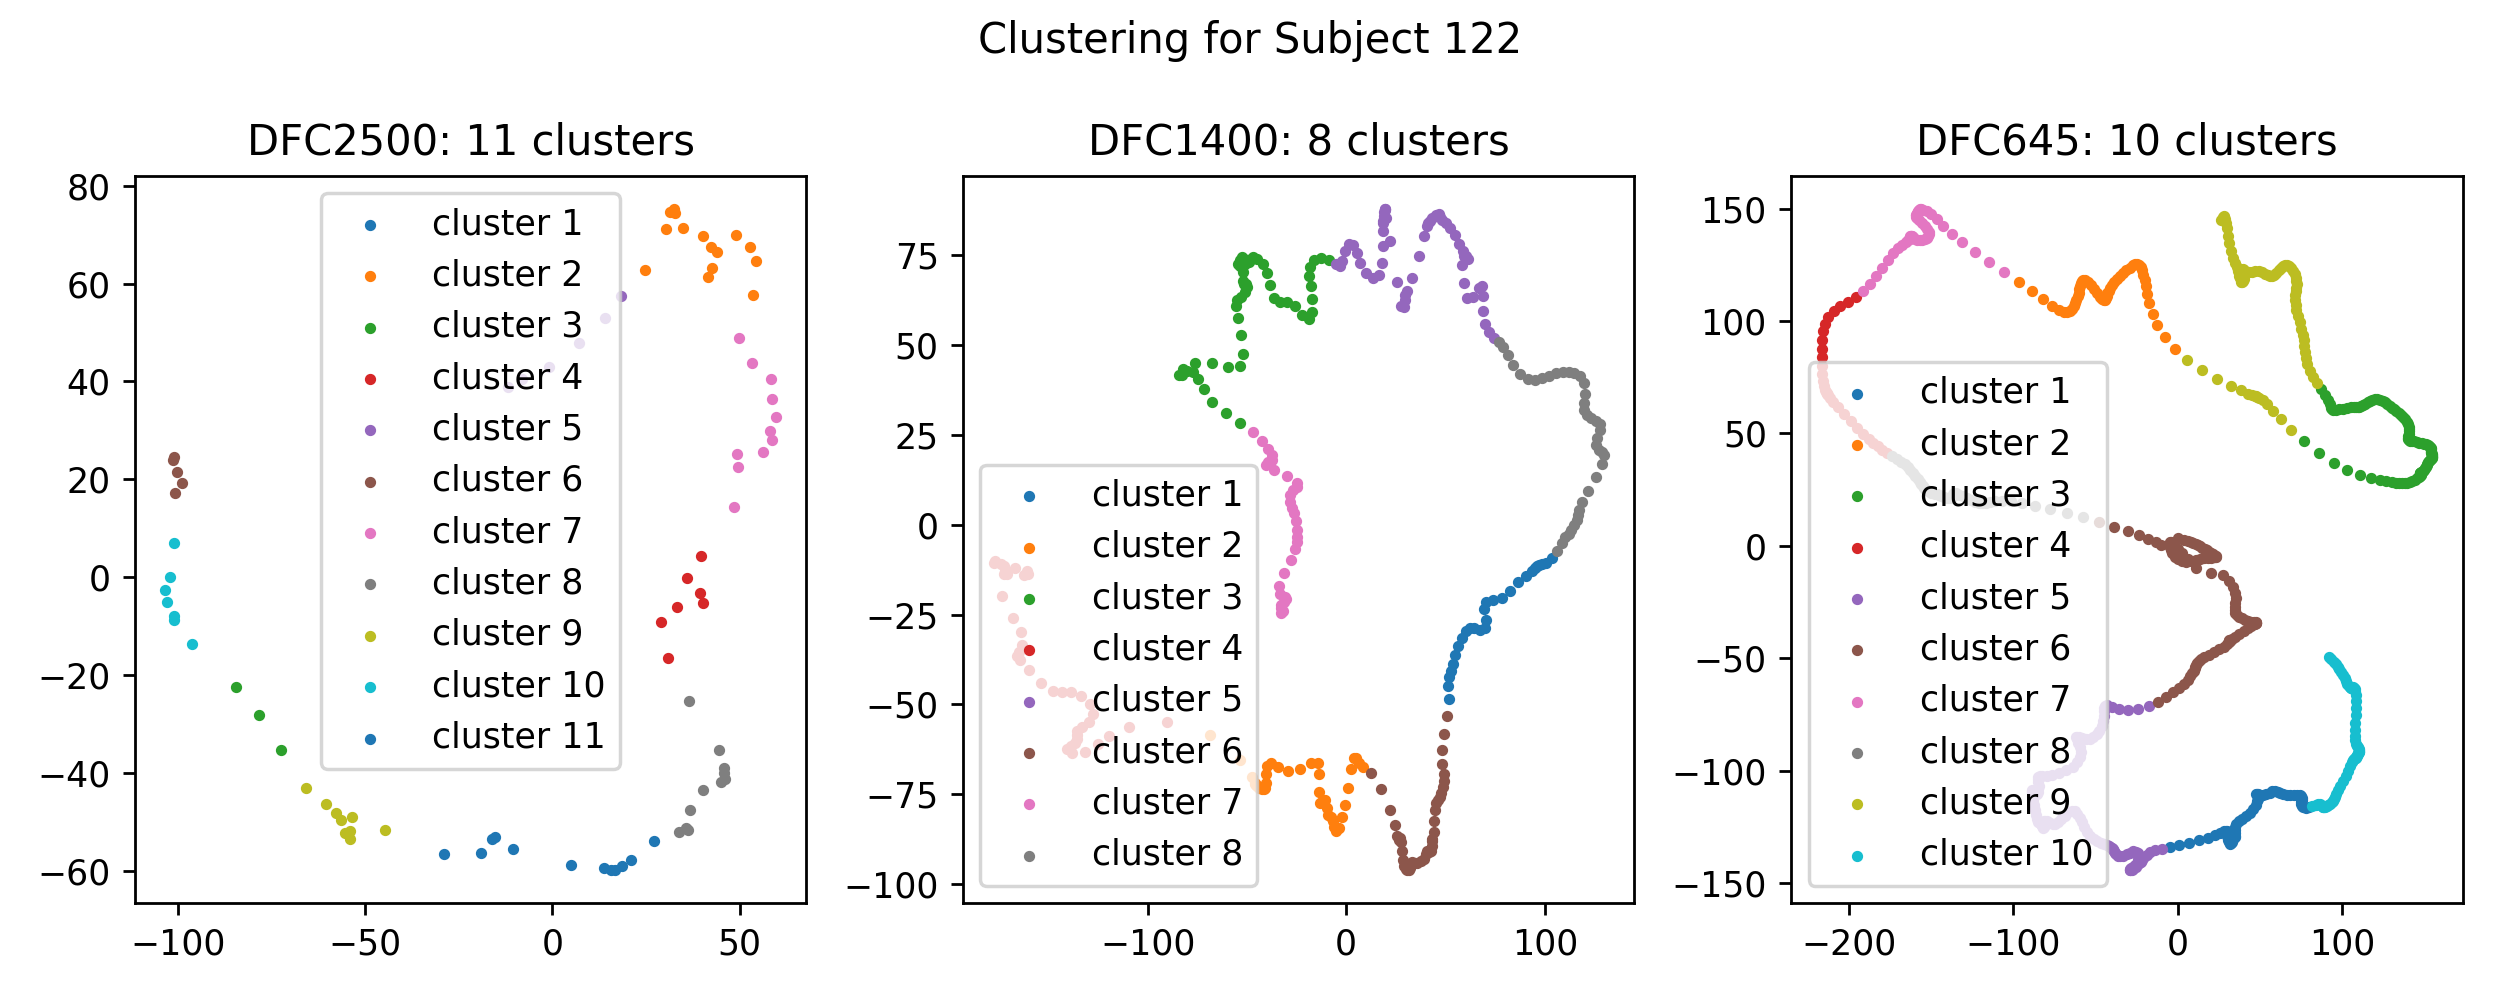 Clustering for Subject 122
DFC2500: 11 clusters
80
60
40
20
0
−20
−40
−60
−100
−50
0
50
cluster 1
cluster 2
cluster 3
cluster 4
cluster 5
cluster 6
cluster 7
cluster 8
cluster 9
cluster 10
cluster 11
DFC1400: 8 clusters
75
50
25
0
−25
−50
−75
−100
−100
0
100
cluster 1
cluster 2
cluster 3
cluster 4
cluster 5
cluster 6
cluster 7
cluster 8
DFC645: 10 clusters
150
100
50
0
−50
−100
−150
−200
−100
0
100
cluster 1
cluster 2
cluster 3
cluster 4
cluster 5
cluster 6
cluster 7
cluster 8
cluster 9
cluster 10